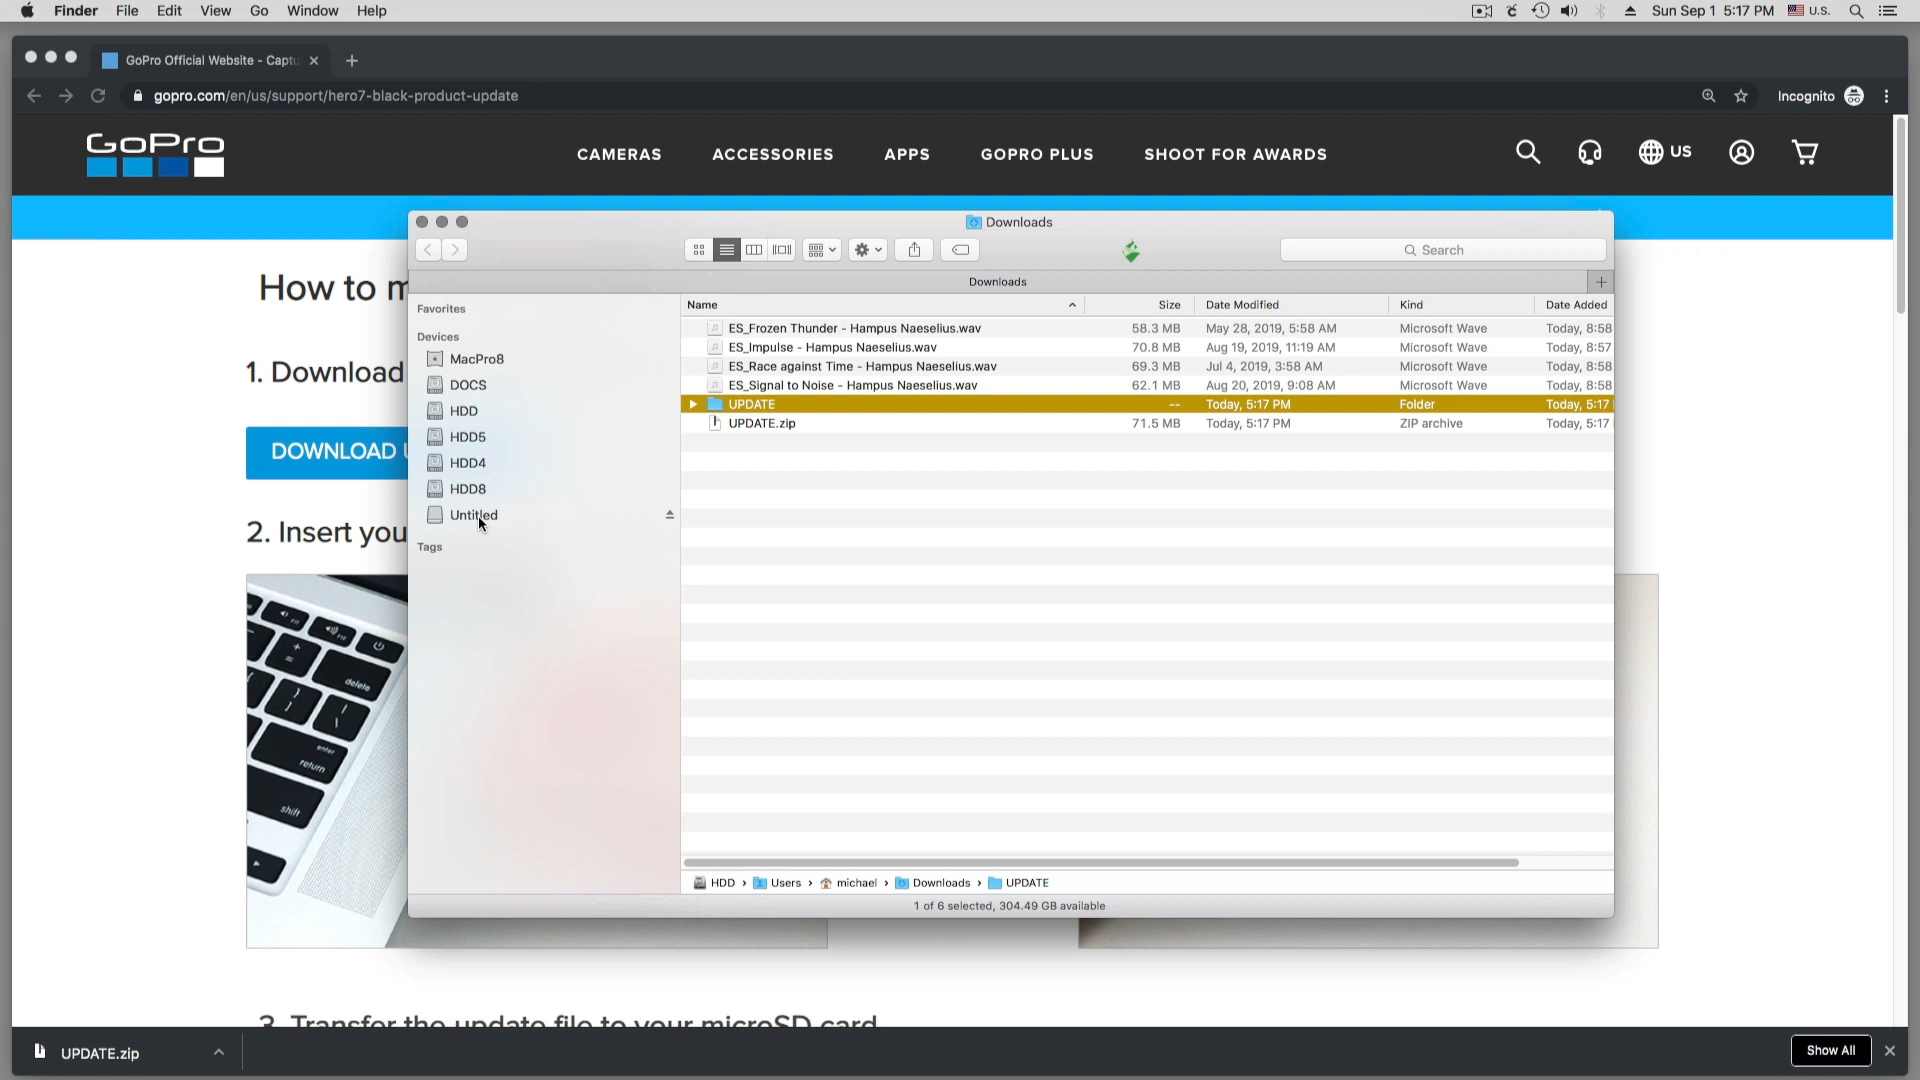 Finder File Edit View Go Window Help
Sun Sep 1 5:17 PM U.S.
GoPro Official Website - Captu
gopro.com/en/us/support/hero7-black-product-update
Incognito
GoPro
CAMERAS ACCESSORIES APPS GOPRO PLUS SHOOT FOR AWARDS
US
How to m
1. Download
DOWNLOAD U
2. Insert you
delete
enter
return
shift
3. Transfer the update file to your microSD card
Downloads
Search
Downloads
Favorites
Devices
MacPro8
DOCS
HDD
HDD5
HDD4
HDD8
Untitled
Tags
Name Size Date Modified Kind Date Added
ES_Frozen Thunder - Hampus Naeselius.wav 58.3 MB May 28, 2019, 5:58 AM Microsoft Wave Today, 8:58
ES_Impulse - Hampus Naeselius.wav 70.8 MB Aug 19, 2019, 11:19 AM Microsoft Wave Today, 8:57
ES_Race against Time - Hampus Naeselius.wav 69.3 MB Jul 4, 2019, 3:58 AM Microsoft Wave Today, 8:58
ES_Signal to Noise - Hampus Naeselius.wav 62.1 MB Aug 20, 2019, 9:08 AM Microsoft Wave Today, 8:58
UPDATE -- Today, 5:17 PM Folder Today, 5:17
UPDATE.zip 71.5 MB Today, 5:17 PM ZIP archive Today, 5:17
HDD › Users › michael › Downloads › UPDATE
1 of 6 selected, 304.49 GB available
UPDATE.zip
Show All